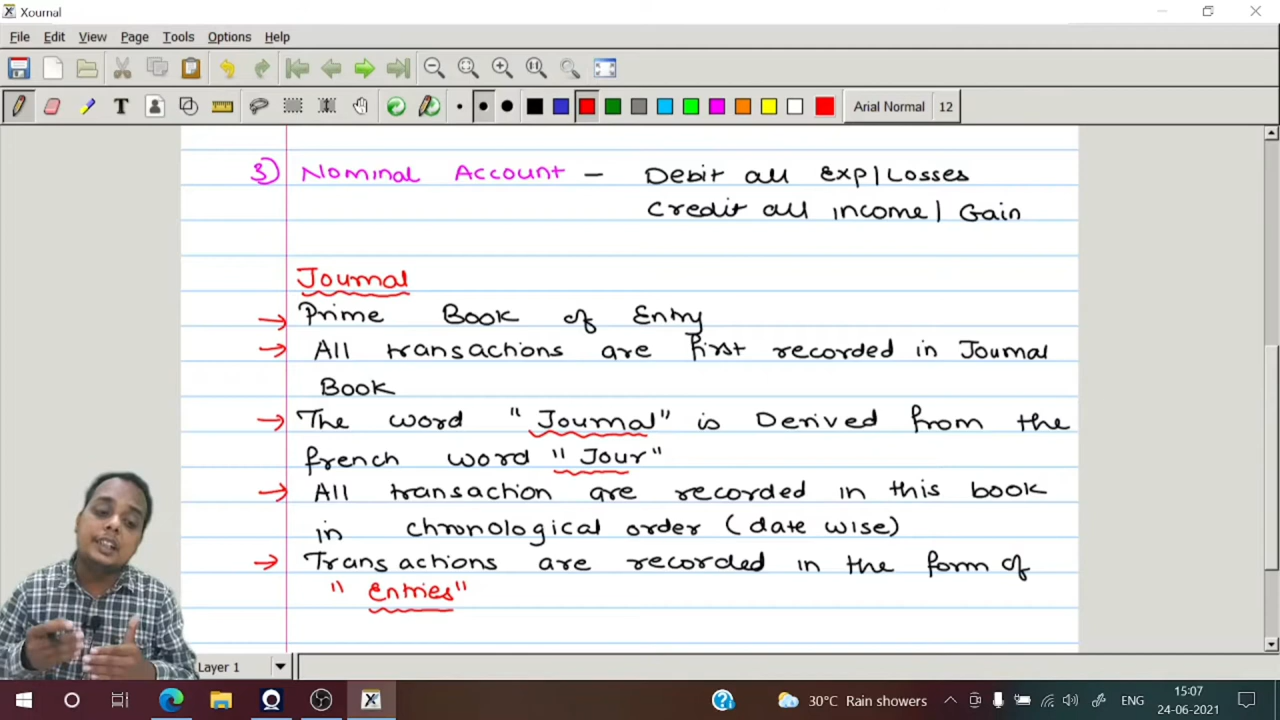 Xournal
File Edit View Page Tools Options Help
Arial Normal 12
3) Nominal Account - Debit all Exp/Losses
Credit all income/Gain
Journal
→ Prime Book of Entry
→ All transactions are first recorded in Journal
Book
→ The word "Journal" is Derived from the
french word "Jour"
→ All transaction are recorded in this book
in chronological order (date wise)
→ Transactions are recorded in the form of
"Entries"
Layer 1
30°C Rain showers ENG 15:07
24-06-2021